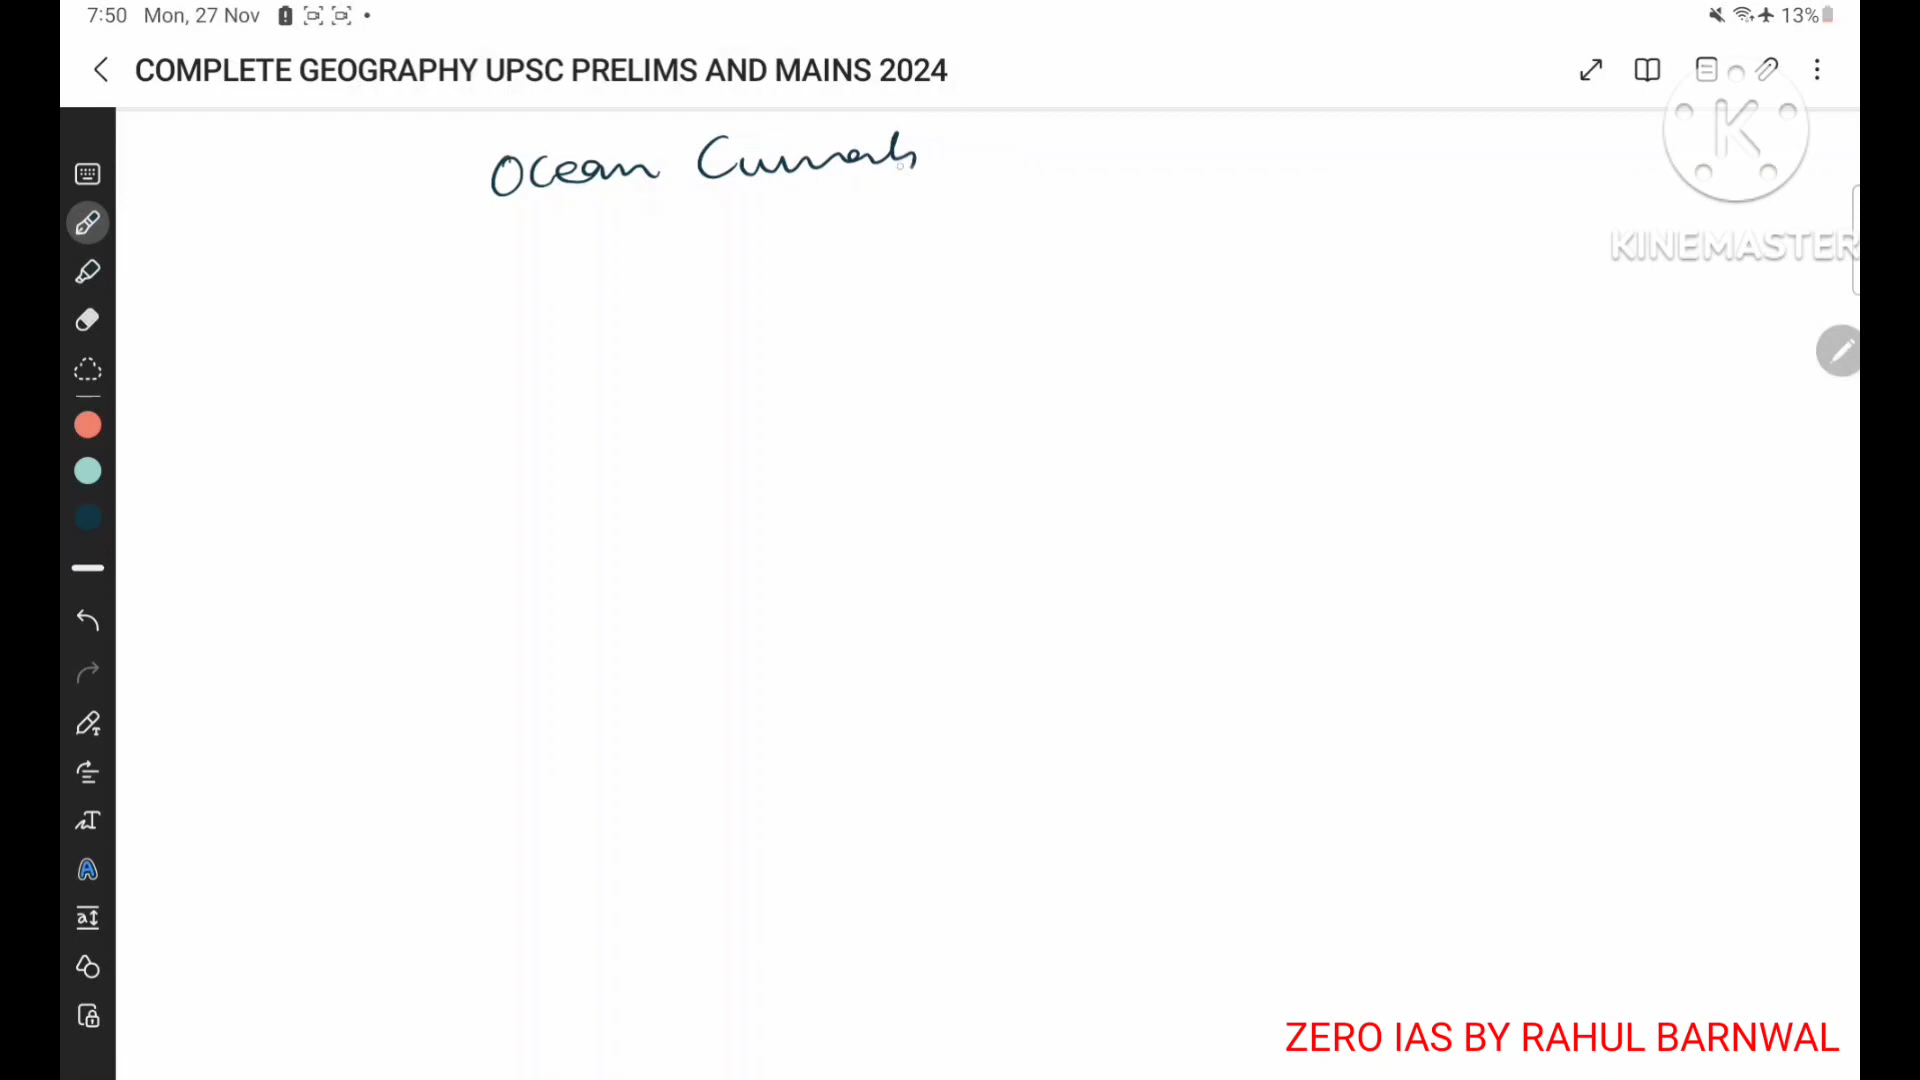 7:50 Mon, 27 Nov 13%
COMPLETE GEOGRAPHY UPSC PRELIMS AND MAINS 2024
Ocean Currents
K
KINEMASTER
ZERO IAS BY RAHUL BARNWAL